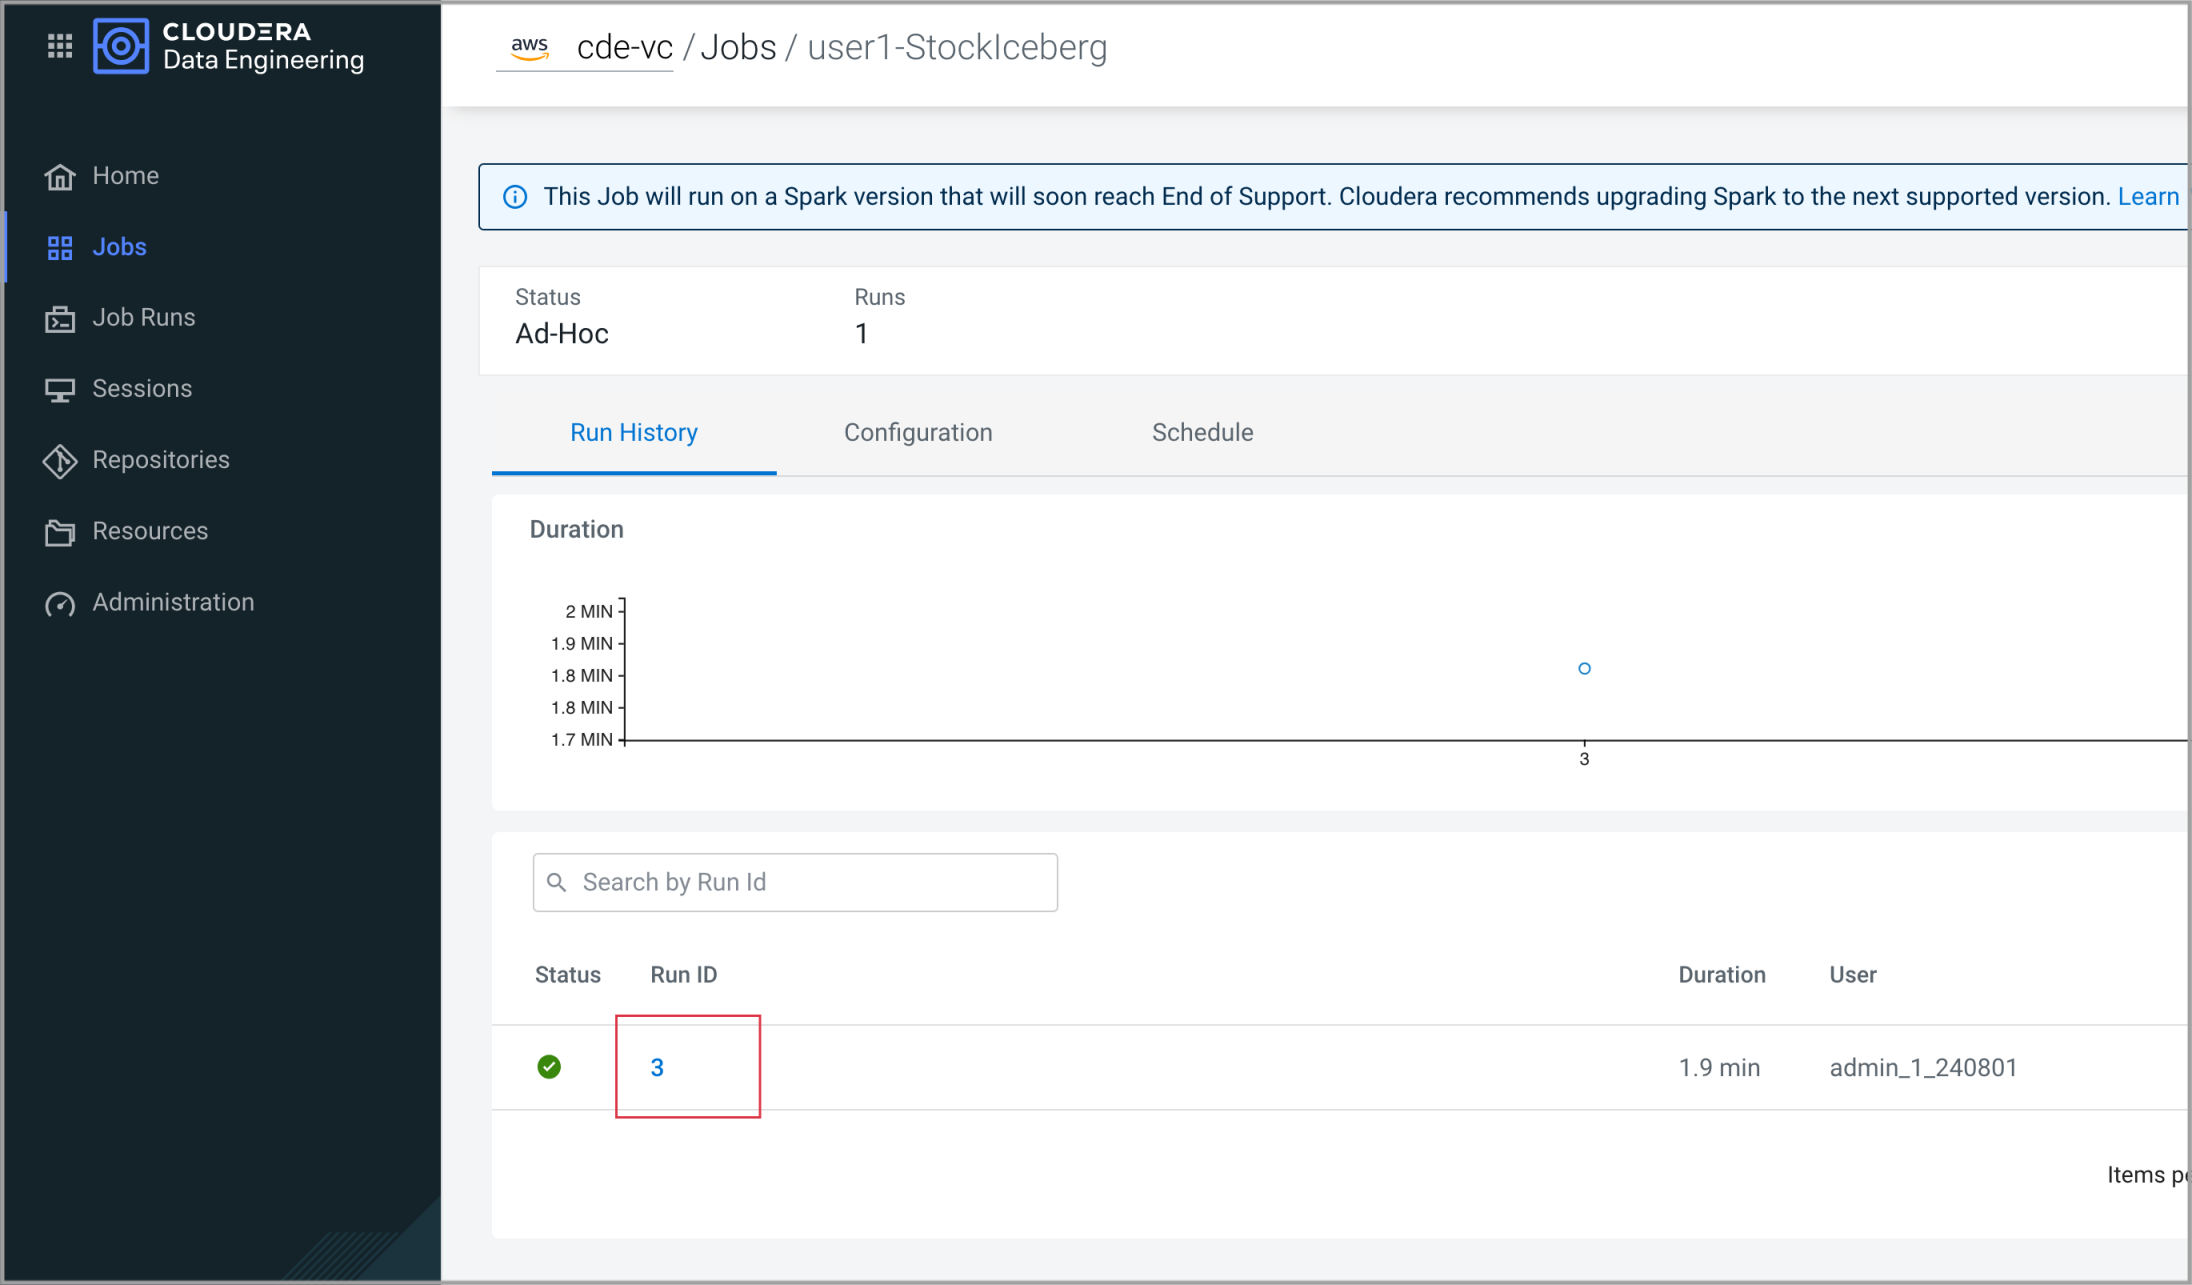 CLOUDERA
Data Engineering
Home
Jobs
Job Runs
Sessions
Repositories
Resources
Administration
aws cde-vc / Jobs / user1-StockIceberg
This Job will run on a Spark version that will soon reach End of Support. Cloudera recommends upgrading Spark to the next supported version. Learn
Status
Ad-Hoc
Runs
1
Run History
Configuration
Schedule
Duration
2 MIN
1.9 MIN
1.8 MIN
1.8 MIN
1.7 MIN
3
Search by Run Id
Status Run ID Duration User
3 1.9 min admin_1_240801
Items